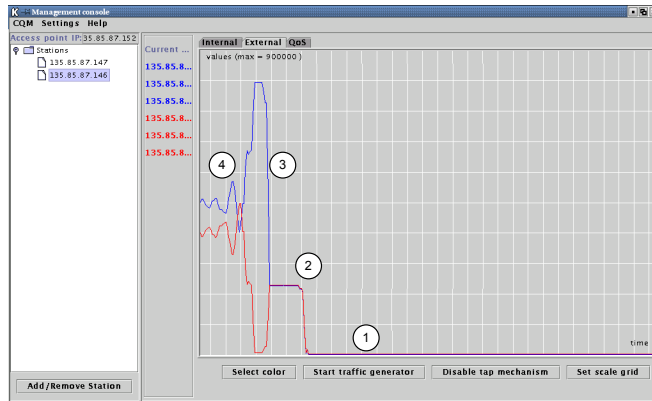 K Management console
CQM Settings Help
Access point IP: 35.85.87.152
Stations
135.85.87.147
135.85.87.146
Current ...
135.85.8...
135.85.8...
135.85.8...
135.85.8...
135.85.8...
135.85.8...
Internal External QoS
values (max = 900000 )
4
3
2
1
time
Select color Start traffic generator Disable tap mechanism Set scale grid
Add/Remove Station